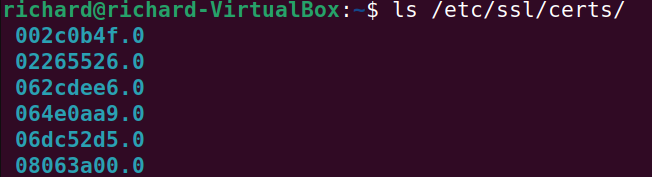 richard@richard-VirtualBox:~$ ls /etc/ssl/certs/
002c0b4f.0
02265526.0
062cdee6.0
064e0aa9.0
06dc52d5.0
08063a00.0